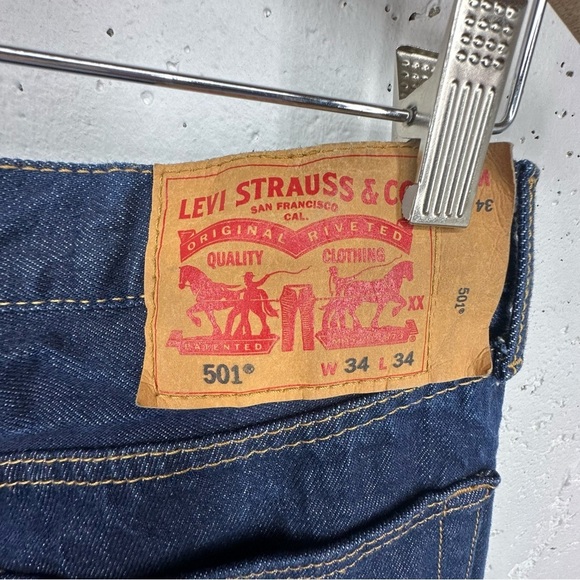 LEVI STRAUSS & CO
SAN FRANCISCO
CAL.
ORIGINAL RIVETED
QUALITY CLOTHING
XX
PATENTED
501® W 34 L 34
34
501®